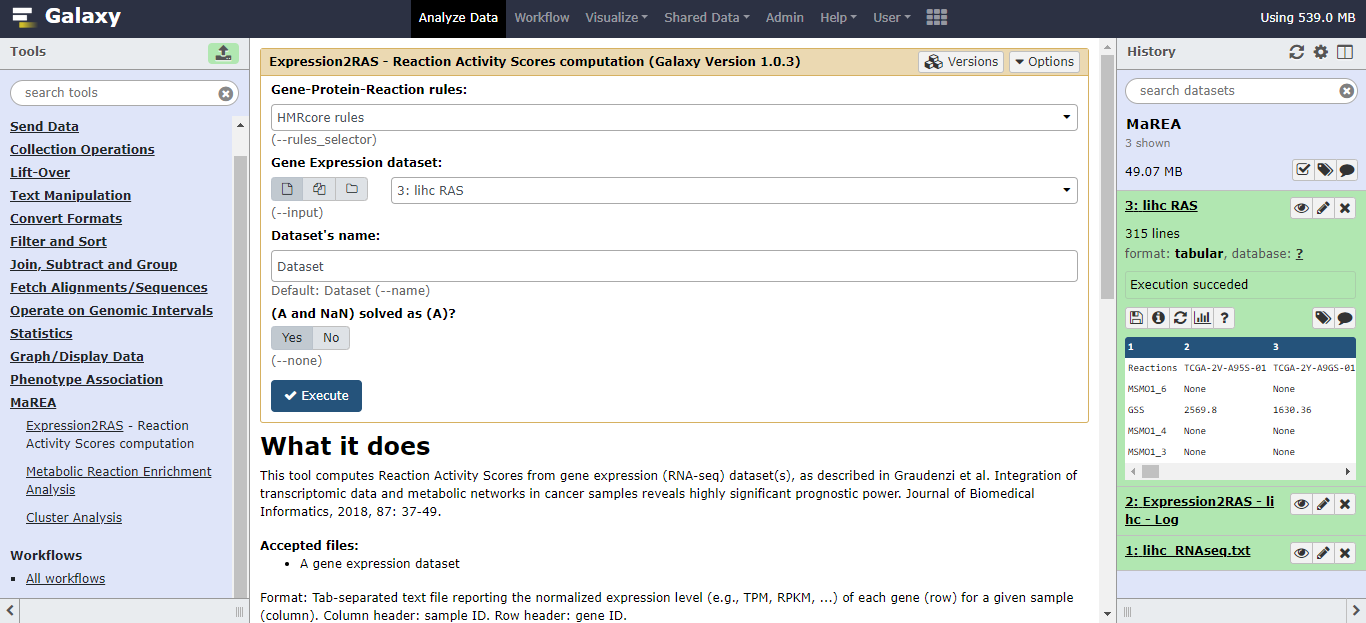 Galaxy
Analyze Data Workflow Visualize Shared Data Admin Help User
Using 539.0 MB
Tools
search tools
Send Data
Collection Operations
Lift-Over
Text Manipulation
Convert Formats
Filter and Sort
Join, Subtract and Group
Fetch Alignments/Sequences
Operate on Genomic Intervals
Statistics
Graph/Display Data
Phenotype Association
MaREA
Expression2RAS - Reaction
Activity Scores computation
Metabolic Reaction Enrichment
Analysis
Cluster Analysis
Workflows
All workflows
Expression2RAS - Reaction Activity Scores computation (Galaxy Version 1.0.3)
Versions
Options
Gene-Protein-Reaction rules:
HMRcore rules
(--rules_selector)
Gene Expression dataset:
3: lihc RAS
(--input)
Dataset's name:
Dataset
Default: Dataset (--name)
(A and NaN) solved as (A)?
Yes No
(--none)
Execute
What it does
This tool computes Reaction Activity Scores from gene expression (RNA-seq) dataset(s), as described in Graudenzi et al. Integration of
transcriptomic data and metabolic networks in cancer samples reveals highly significant prognostic power. Journal of Biomedical
Informatics, 2018, 87: 37-49.
Accepted files:
• A gene expression dataset
Format: Tab-separated text file reporting the normalized expression level (e.g., TPM, RPKM, ...) of each gene (row) for a given sample
(column). Column header: sample ID. Row header: gene ID.
History
search datasets
MaREA
3 shown
49.07 MB
3: lihc RAS
315 lines
format: tabular, database: ?
Execution succeded
?
1 2 3
Reactions TCGA-2V-A95S-01 TCGA-2Y-A9GS-01
MSMO1_6 None None
GSS 2569.8 1630.36
MSMO1_4 None None
MSMO1_3 None None
2: Expression2RAS - li
hc - Log
1: lihc_RNAseq.txt